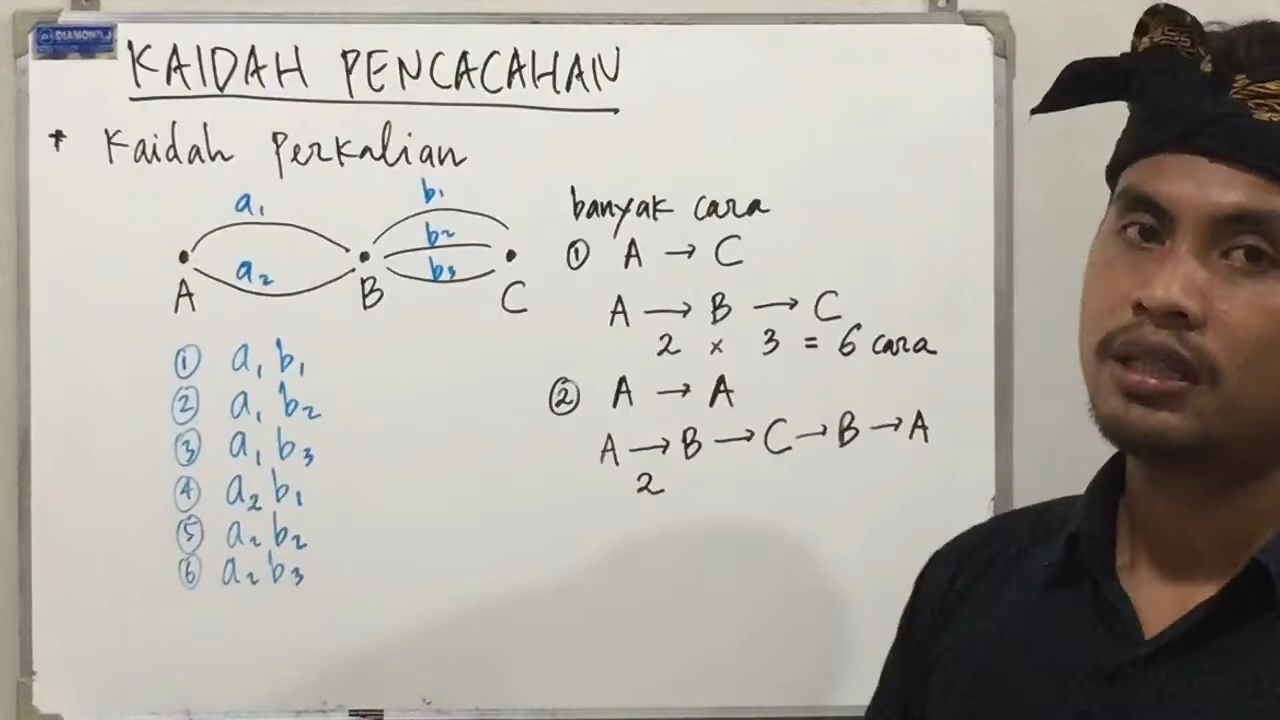 DIAMOND
KAIDAH PENCACAHAN
+ Kaidah Perkalian
a₁ b₁
b₂
a₂ b₃
A B C
① a₁ b₁
② a₁ b₂
③ a₁ b₃
④ a₂ b₁
⑤ a₂ b₂
⑥ a₂ b₃
banyak cara
① A → C
A → B → C
2 × 3 = 6 cara
② A → A
A → B → C → B → A
2